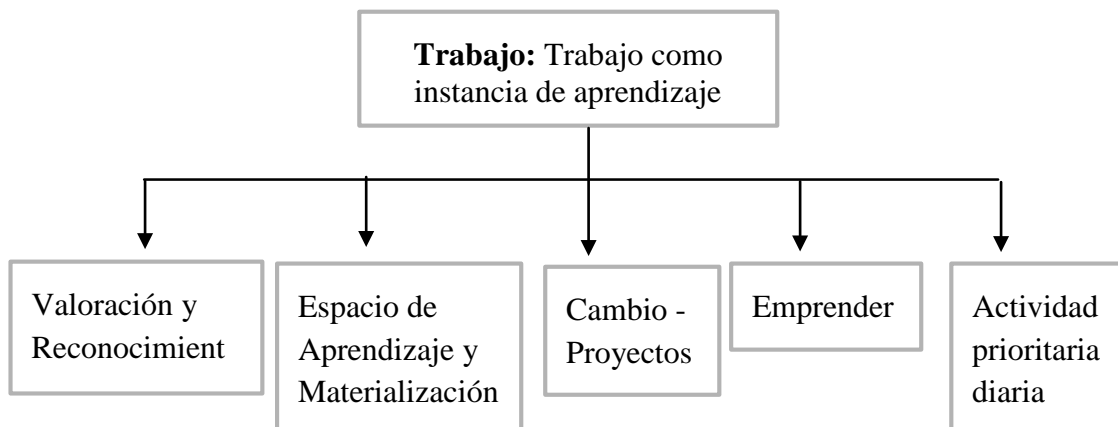 Trabajo: Trabajo como
instancia de aprendizaje
Valoración y
Reconocimient
Espacio de
Aprendizaje y
Materialización
Cambio -
Proyectos
Emprender
Actividad
prioritaria
diaria